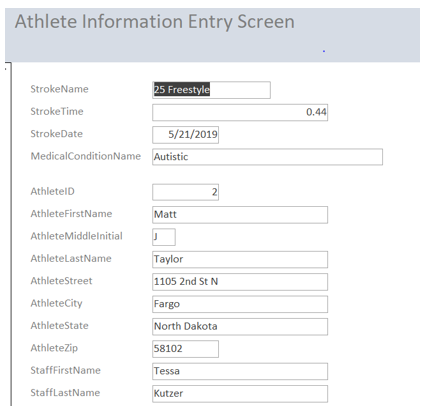 Athlete Information Entry Screen
StrokeName 25 Freestyle
StrokeTime 0.44
StrokeDate 5/21/2019
MedicalConditionName Autistic
AthleteID 2
AthleteFirstName Matt
AthleteMiddleInitial J
AthleteLastName Taylor
AthleteStreet 1105 2nd St N
AthleteCity Fargo
AthleteState North Dakota
AthleteZip 58102
StaffFirstName Tessa
StaffLastName Kutzer